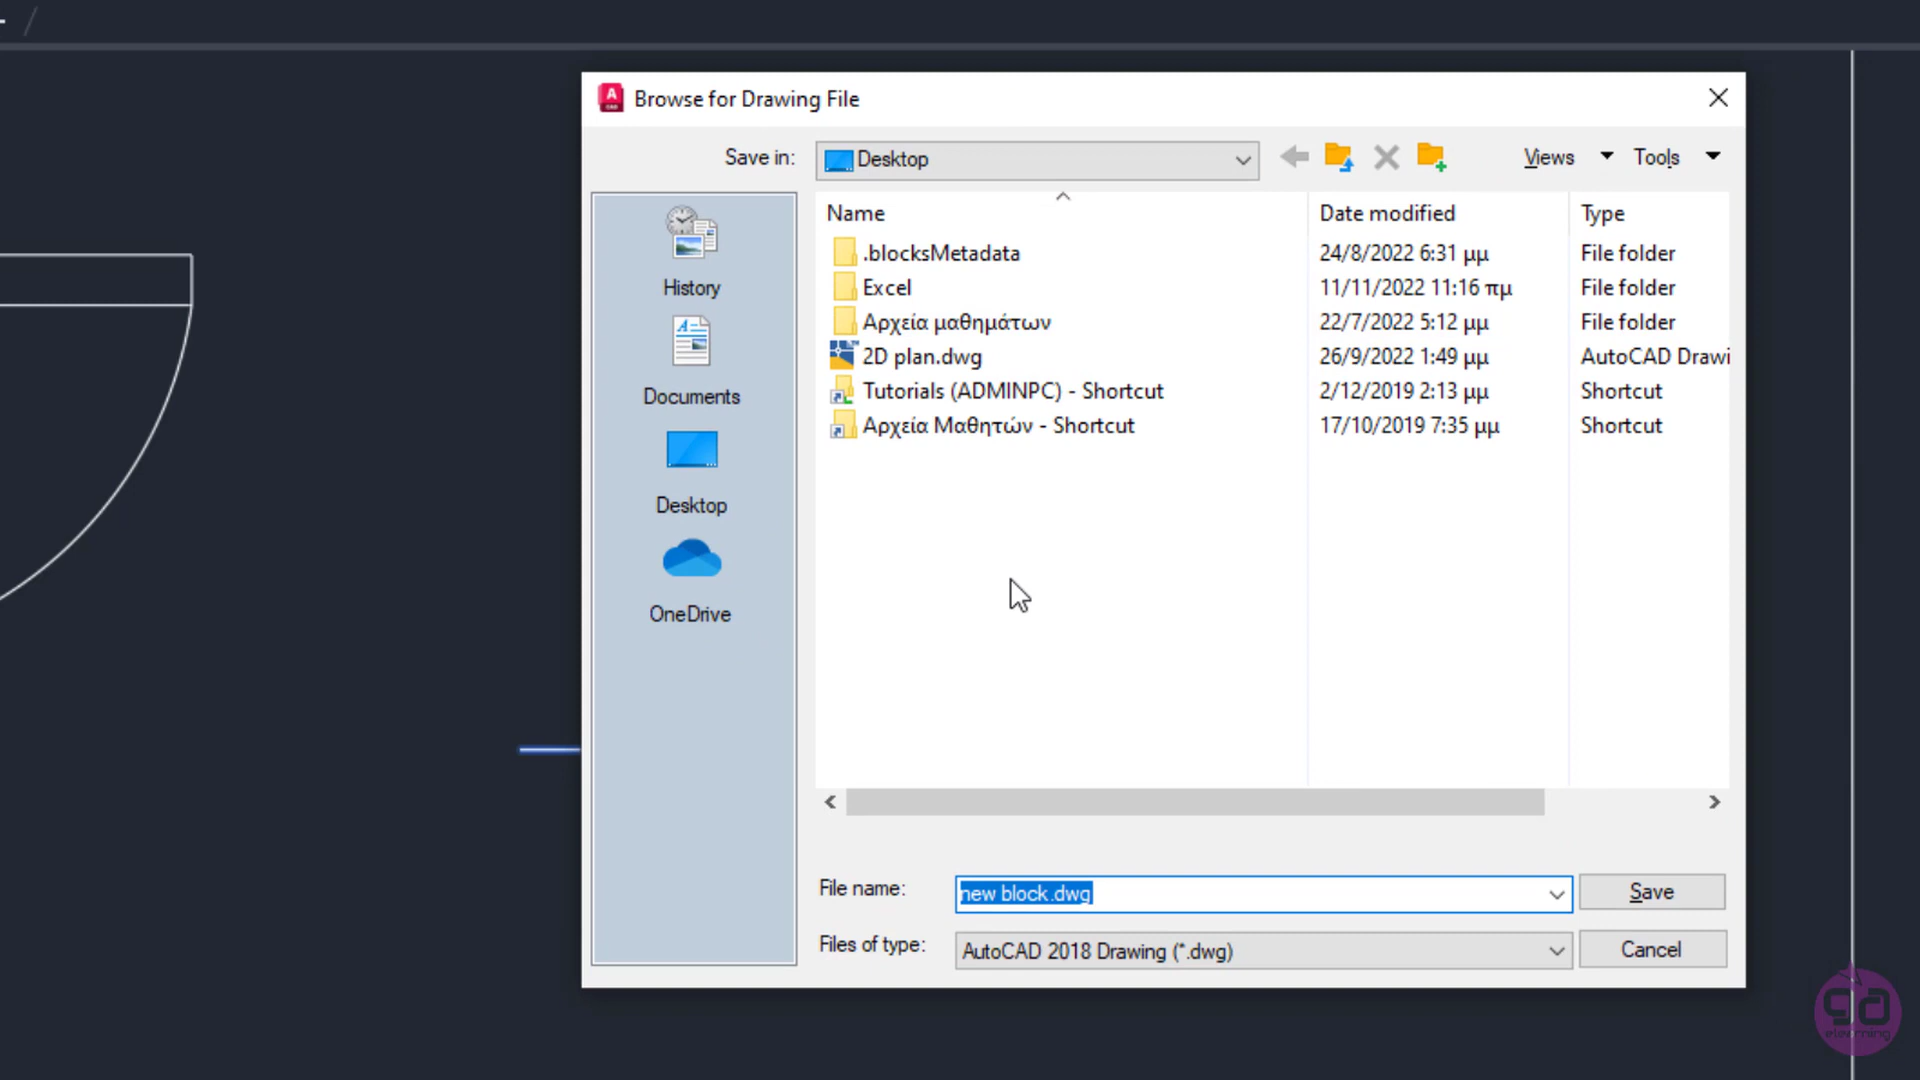 Browse for Drawing File
Save in: Desktop Views Tools
Name Date modified Type
.blocksMetadata 24/8/2022 6:31 μμ File folder
Excel 11/11/2022 11:16 πμ File folder
Αρχεία μαθημάτων 22/7/2022 5:12 μμ File folder
2D plan.dwg 26/9/2022 1:49 μμ AutoCAD Drawi
Tutorials (ADMINPC) - Shortcut 2/12/2019 2:13 μμ Shortcut
Αρχεία Μαθητών - Shortcut 17/10/2019 7:35 μμ Shortcut
History
Documents
Desktop
OneDrive
File name: new block.dwg Save
Files of type: AutoCAD 2018 Drawing (*.dwg) Cancel
ga
elearning